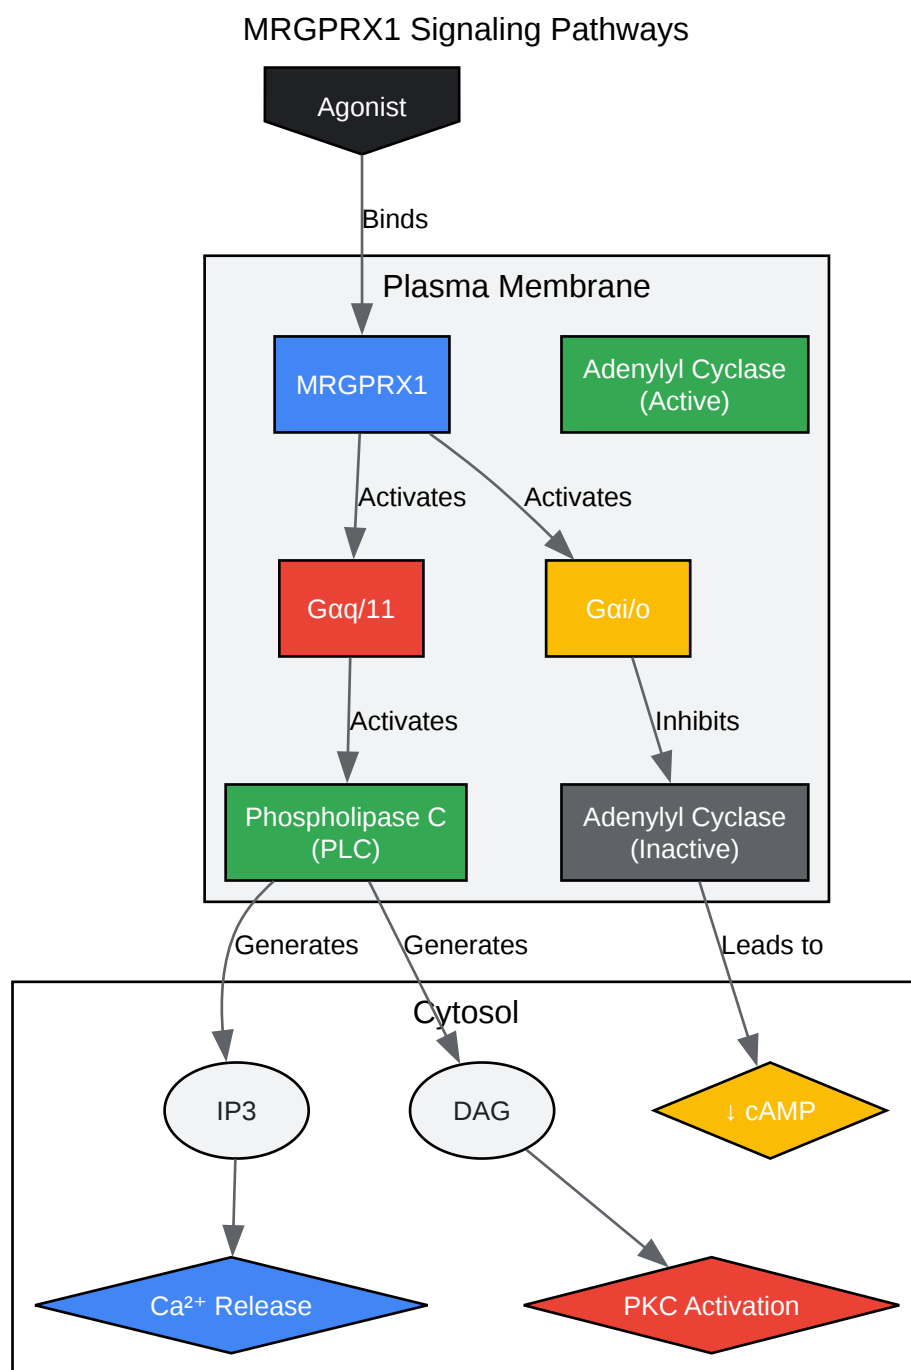 MRGPRX1 Signaling Pathways
Agonist
Binds
Plasma Membrane
MRGPRX1
Adenylyl Cyclase
(Active)
Activates
Activates
Gαq/11
Gαi/o
Activates
Inhibits
Phospholipase C
(PLC)
Adenylyl Cyclase
(Inactive)
Generates
Generates
Leads to
Cytosol
IP3
DAG
↓ cAMP
Ca²⁺ Release
PKC Activation